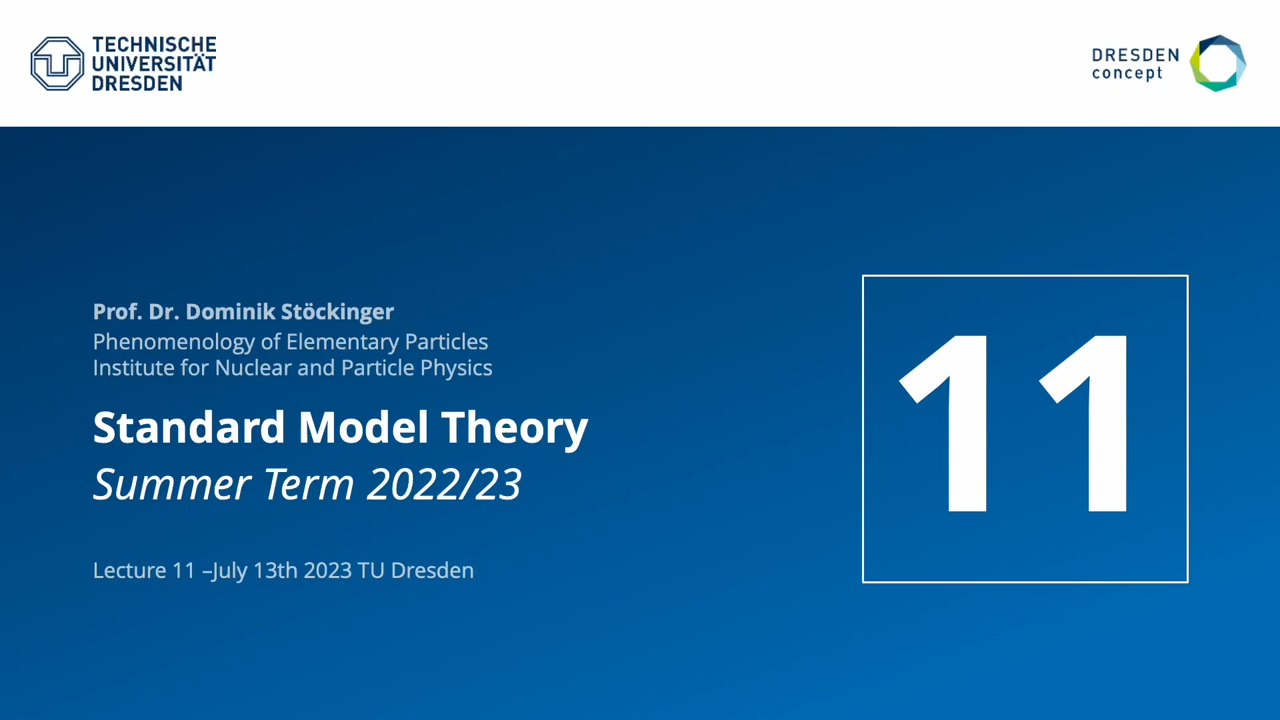 TECHNISCHE
UNIVERSITÄT
DRESDEN
DRESDEN
concept
Prof. Dr. Dominik Stöckinger
Phenomenology of Elementary Particles
Institute for Nuclear and Particle Physics
Standard Model Theory
Summer Term 2022/23
Lecture 11 –July 13th 2023 TU Dresden
11